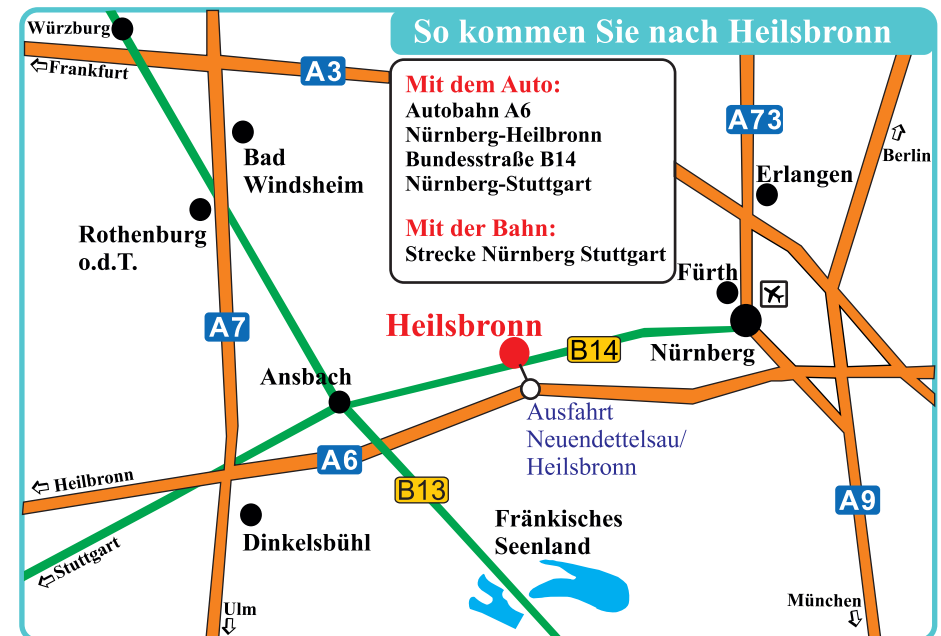 So kommen Sie nach Heilsbronn
Würzburg
Frankfurt
A3
Mit dem Auto:
Autobahn A6
Nürnberg-Heilbronn
Bundesstraße B14
Nürnberg-Stuttgart
Mit der Bahn:
Strecke Nürnberg Stuttgart
A73
Berlin
Bad
Windsheim
Erlangen
Rothenburg
o.d.T.
Fürth
A7
Heilsbronn
B14
Nürnberg
Ansbach
Ausfahrt
Neuendettelsau/
Heilsbronn
A6
Heilbronn
B13
A9
Fränkisches
Seenland
Dinkelsbühl
Stuttgart
Ulm
München